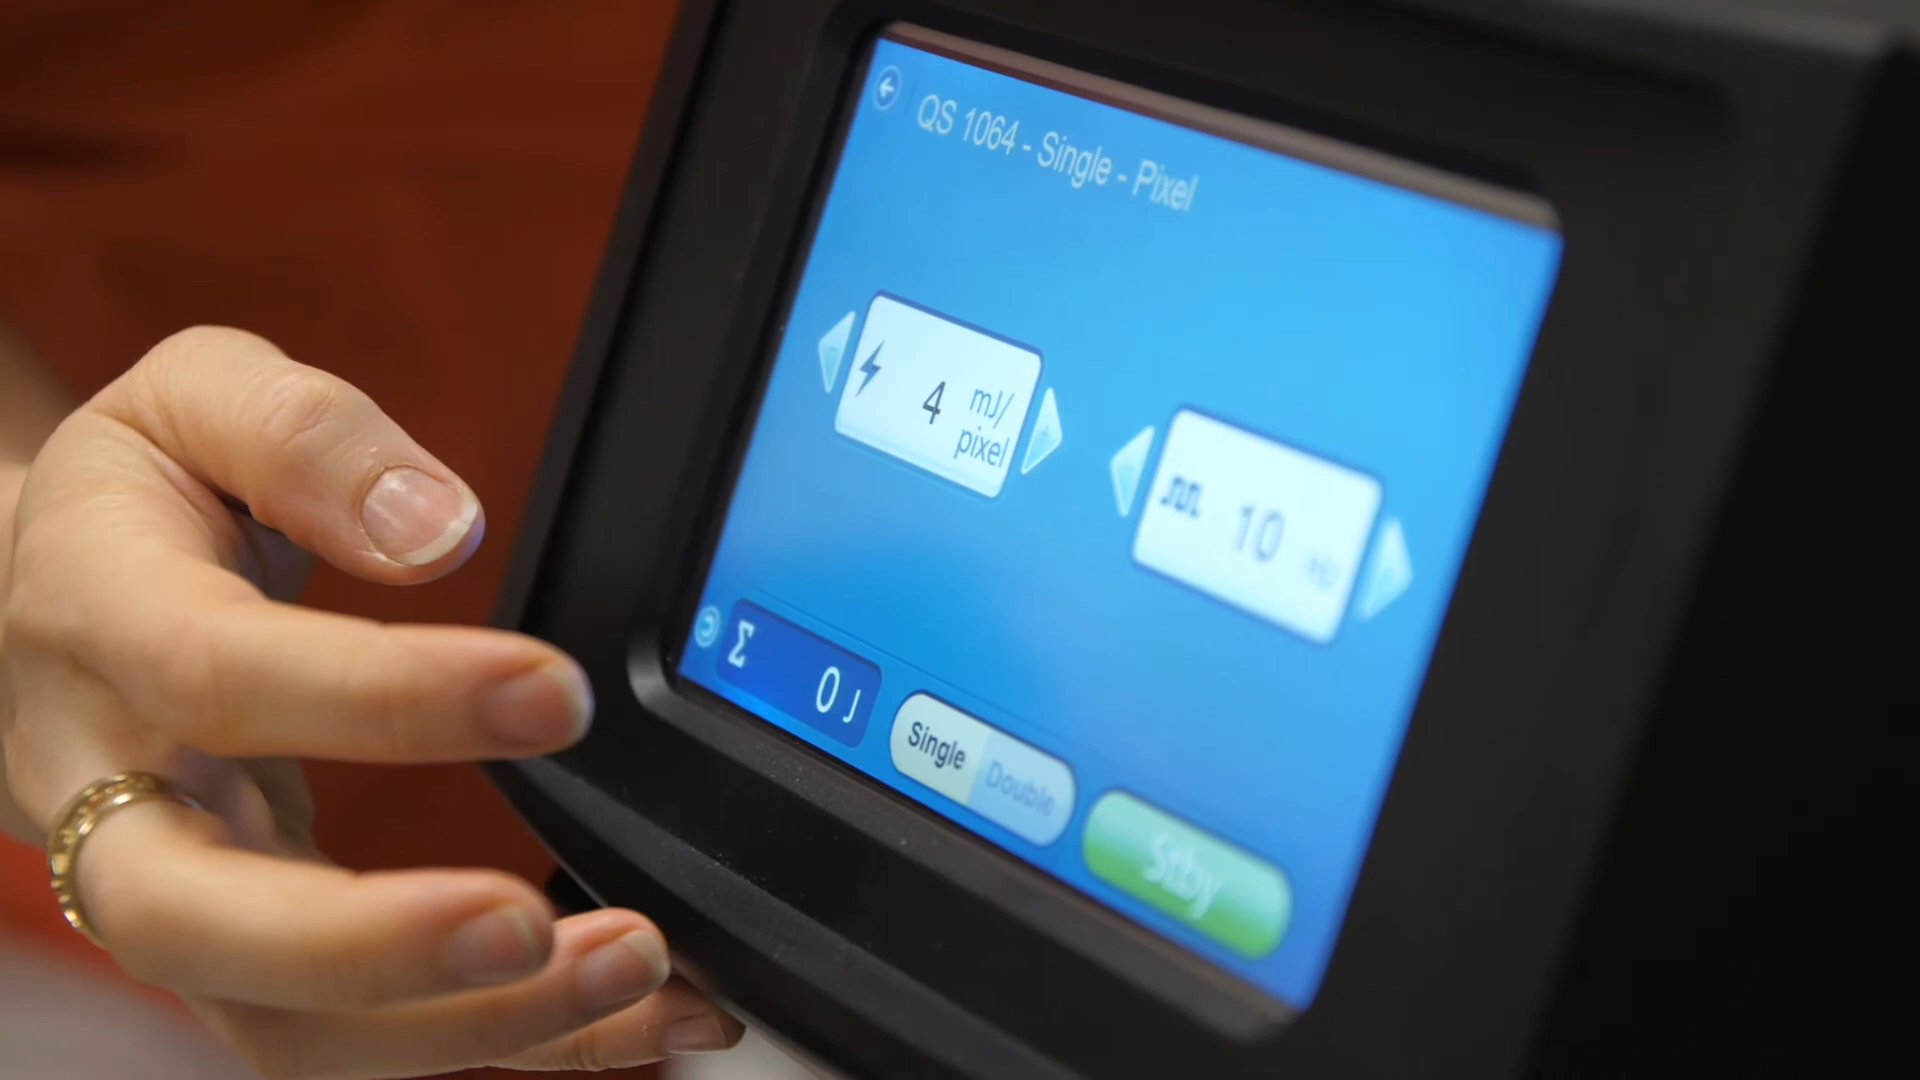 QS 1064 - Single - Pixel
4 mJ/
pixel
10 Hz
Σ 0 J
Single Double
Stby